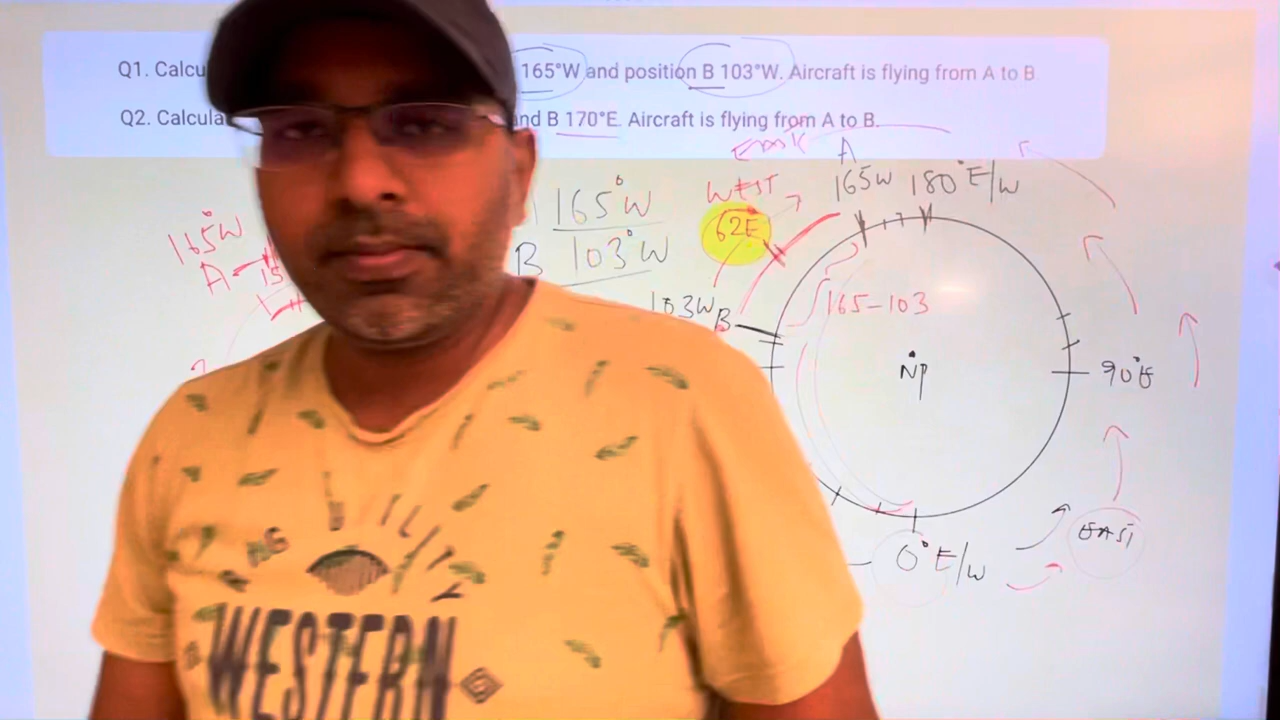 Q1. Calcu 165°W and position B 103°W. Aircraft is flying from A to B
Q2. Calcula and B 170°E. Aircraft is flying from A to B.
A
WEST
165W 180°E/W
165°W
165°W
62E
A
B 103°W
103W B
165-103
NP
90°E
EAST
0°E/W
WESTERN